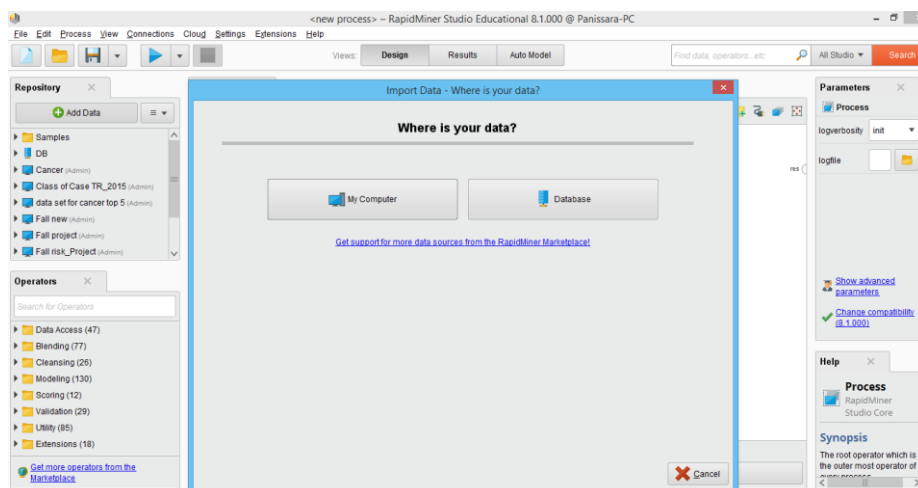 <new process> – RapidMiner Studio Educational 8.1.000 @ Panissara-PC
File Edit Process View Connections Cloud Settings Extensions Help
Views: Design Results Auto Model
Find data, operators...etc
All Studio
Search
Repository
Add Data
Samples
DB
Cancer (Admin)
Class of Case TR_2015 (Admin)
data set for cancer top 5 (Admin)
Fall new (Admin)
Fall project (Admin)
Fall risk_Project (Admin)
Operators
Search for Operators
Data Access (47)
Blending (77)
Cleansing (26)
Modeling (130)
Scoring (12)
Validation (29)
Utility (85)
Extensions (18)
Get more operators from the
Marketplace
Import Data - Where is your data?
Where is your data?
My Computer
Database
Get support for more data sources from the RapidMiner Marketplace!
Cancel
res
Parameters
Process
logverbosity init
logfile
Show advanced
parameters
Change compatibility
(8.1.000)
Help
Process
RapidMiner
Studio Core
Synopsis
The root operator which is
the outer most operator of
every process